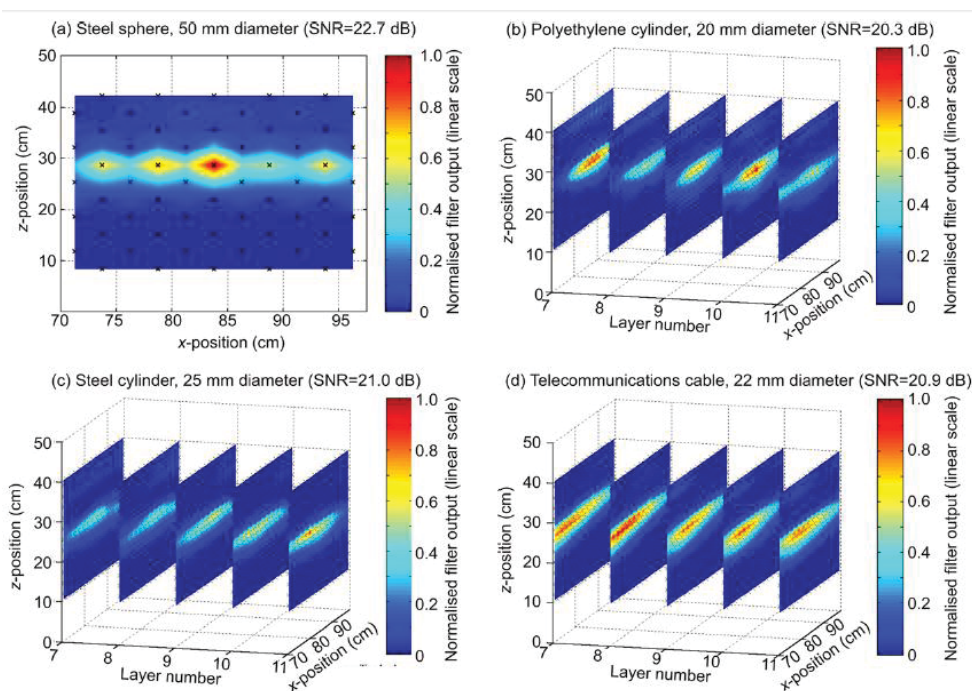 (a) Steel sphere, 50 mm diameter (SNR=22.7 dB)
50
40
30
20
10
z-position (cm)
70 75 80 85 90 95
x-position (cm)
1.0
0.8
0.6
0.4
0.2
0
Normalised filter output (linear scale)
(b) Polyethylene cylinder, 20 mm diameter (SNR=20.3 dB)
50
40
30
20
10
0
z-position (cm)
7 8 9 10 11
Layer number
70 80 90
x-position (cm)
1.0
0.8
0.6
0.4
0.2
0
Normalised filter output (linear scale)
(c) Steel cylinder, 25 mm diameter (SNR=21.0 dB)
50
40
30
20
10
0
z-position (cm)
7 8 9 10 11
Layer number
70 80 90
x-position (cm)
1.0
0.8
0.6
0.4
0.2
0
Normalised filter output (linear scale)
(d) Telecommunications cable, 22 mm diameter (SNR=20.9 dB)
50
40
30
20
10
0
z-position (cm)
7 8 9 10 11
Layer number
70 80 90
x-position (cm)
1.0
0.8
0.6
0.4
0.2
0
Normalised filter output (linear scale)